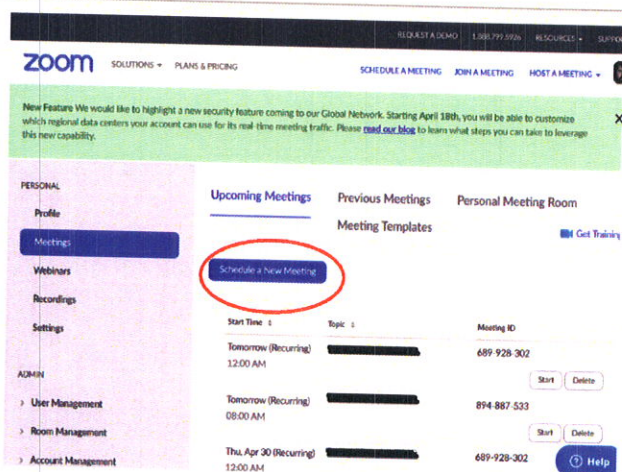 REQUEST A DEMO 1.888.799.5926 RESOURCES SUPPO
zoom SOLUTIONS PLANS & PRICING SCHEDULE A MEETING JOIN A MEETING HOST A MEETING
New Feature We would like to highlight a new security feature coming to our Global Network. Starting April 18th, you will be able to customize
which regional data centers your account can use for its real-time meeting traffic. Please read our blog to learn what steps you can take to leverage
this new capability.
X
PERSONAL
Profile
Meetings
Webinars
Recordings
Settings
ADMIN
> User Management
> Room Management
> Account Management
Upcoming Meetings Previous Meetings Personal Meeting Room
Meeting Templates
Get Training
Schedule a New Meeting
Start Time Topic Meeting ID
Tomorrow (Recurring) 689-928-302
12:00 AM
Start Delete
Tomorrow (Recurring) 894-887-533
08:00 AM
Start Delete
Thu, Apr 30 (Recurring) 689-928-302
12:00 AM
? Help